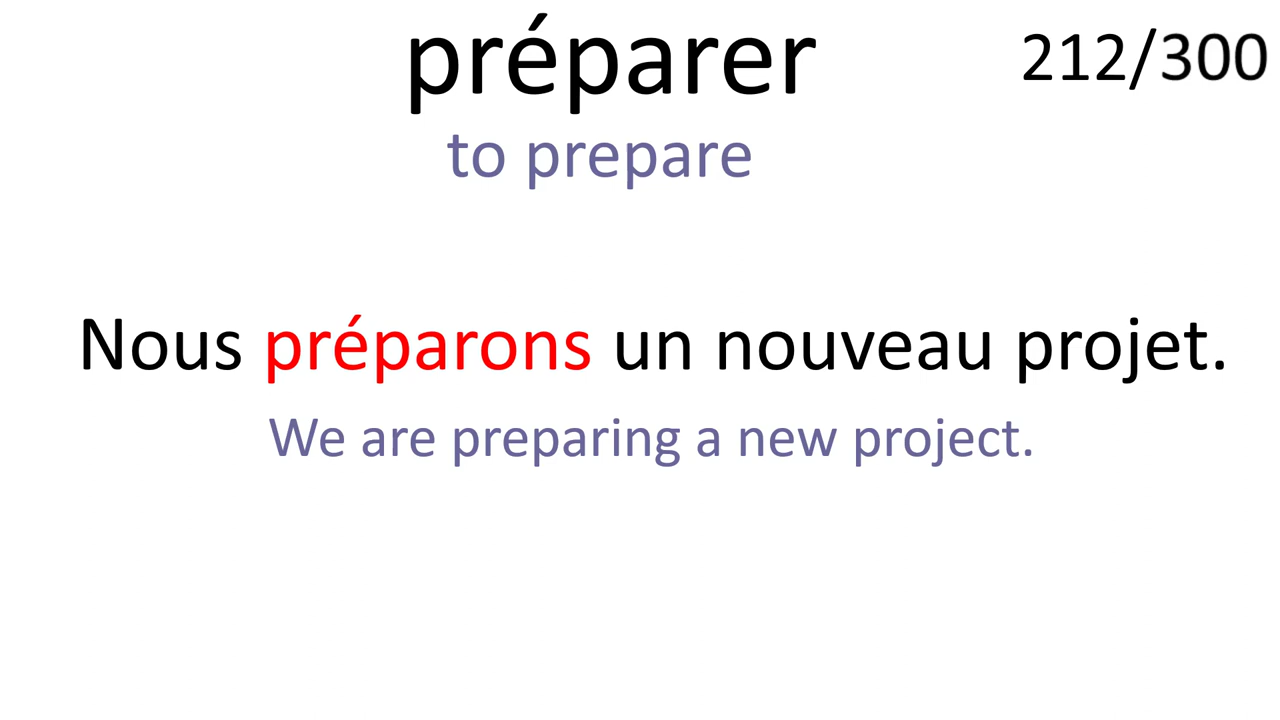 préparer
212/300
to prepare
Nous préparons un nouveau projet.
We are preparing a new project.